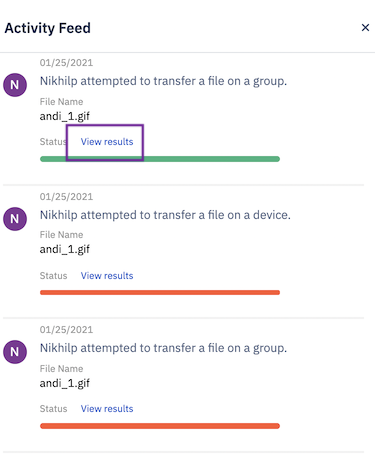 Activity Feed ×
01/25/2021
N Nikhilp attempted to transfer a file on a group.
File Name
andi_1.gif
Status View results
01/25/2021
N Nikhilp attempted to transfer a file on a device.
File Name
andi_1.gif
Status View results
01/25/2021
N Nikhilp attempted to transfer a file on a group.
File Name
andi_1.gif
Status View results